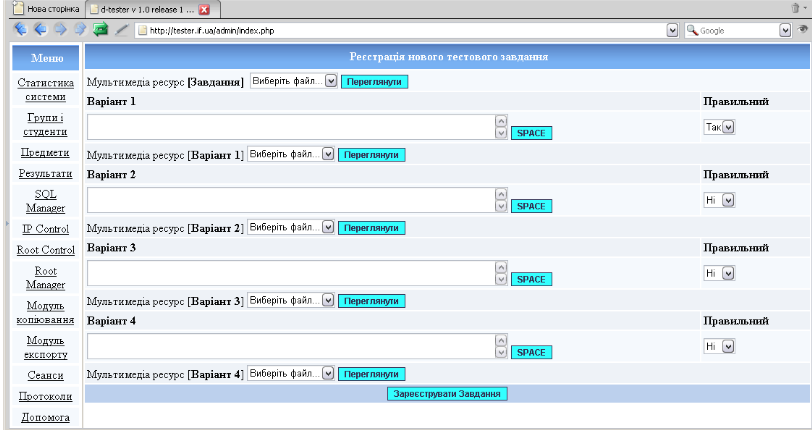 Нова сторінка
d-tester v 1.0 release 1 ...
http://tester.if.ua/admin/index.php
Google
Меню
Статистика
системи
Групи і
студенти
Предмети
Результати
SQL
Manager
IP Control
Root Control
Root
Manager
Модуль
копіювання
Модуль
експорту
Сеанси
Протоколи
Допомога
Реєстрація нового тестового завдання
Мультимедіа ресурс [Завдання] Виберіть файл... Переглянути
Варіант 1 Правильний
SPACE Так
Мультимедіа ресурс [Варіант 1] Виберіть файл... Переглянути
Варіант 2 Правильний
SPACE Ні
Мультимедіа ресурс [Варіант 2] Виберіть файл... Переглянути
Варіант 3 Правильний
SPACE Ні
Мультимедіа ресурс [Варіант 3] Виберіть файл... Переглянути
Варіант 4 Правильний
SPACE Ні
Мультимедіа ресурс [Варіант 4] Виберіть файл... Переглянути
Зареєструвати Завдання